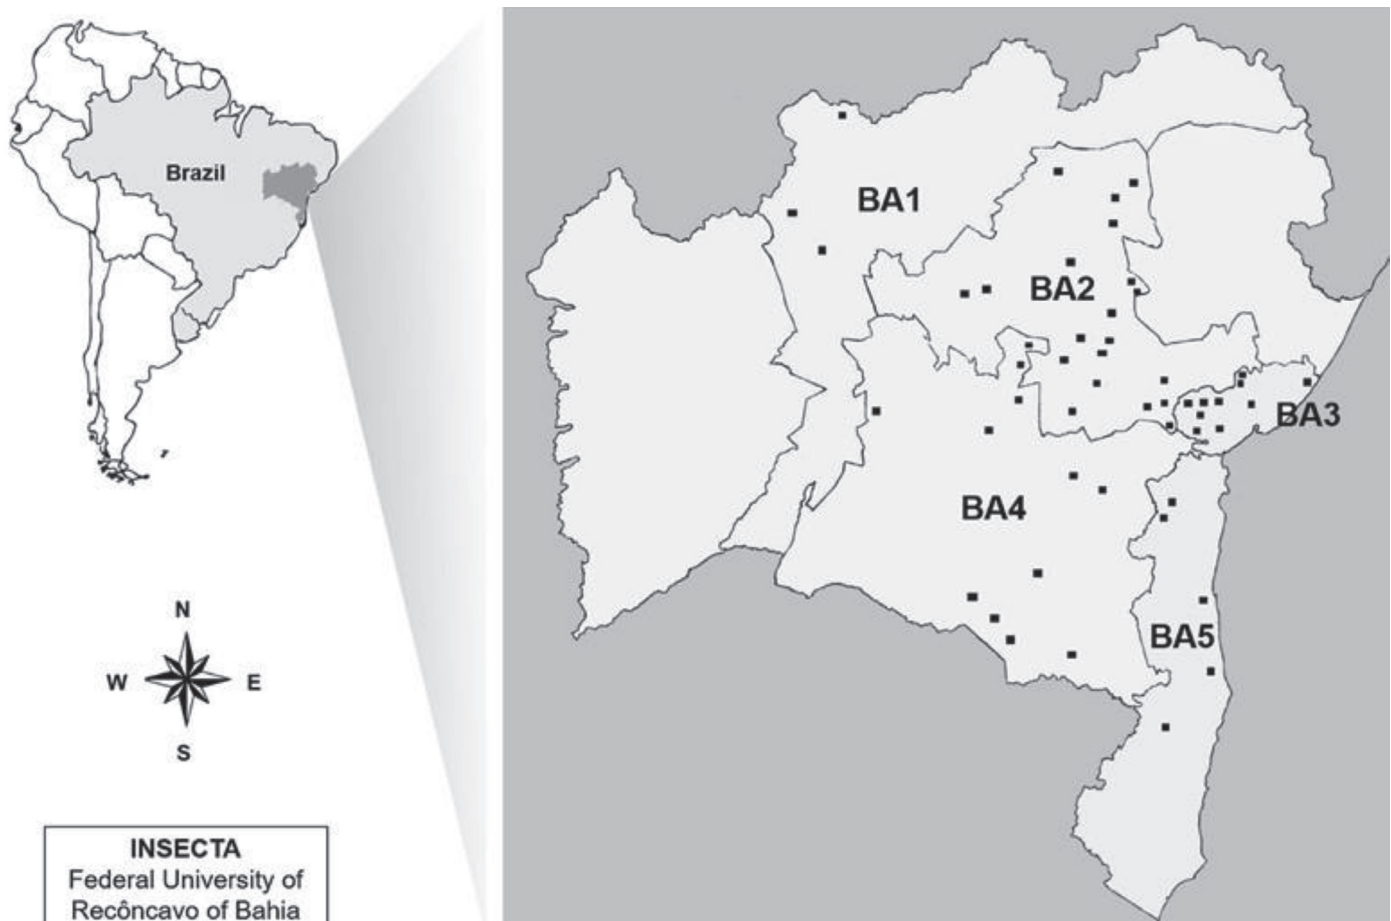 Brazil
N
W
E
S
INSECTA
Federal University of
Recôncavo of Bahia
BA1
BA2
BA3
BA4
BA5